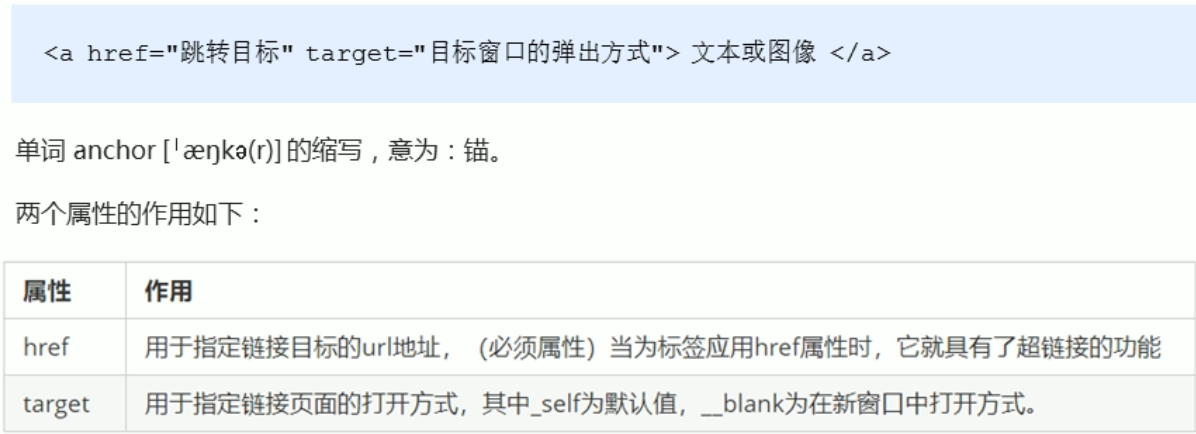 <a href="跳转目标" target="目标窗口的弹出方式"> 文本或图像 </a>
单词 anchor [ˈæŋkə(r)] 的缩写，意为：锚。
两个属性的作用如下：
属性 作用
href 用于指定链接目标的url地址，（必须属性）当为标签应用href属性时，它就具有了超链接的功能
target 用于指定链接页面的打开方式，其中_self为默认值，__blank为在新窗口中打开方式。